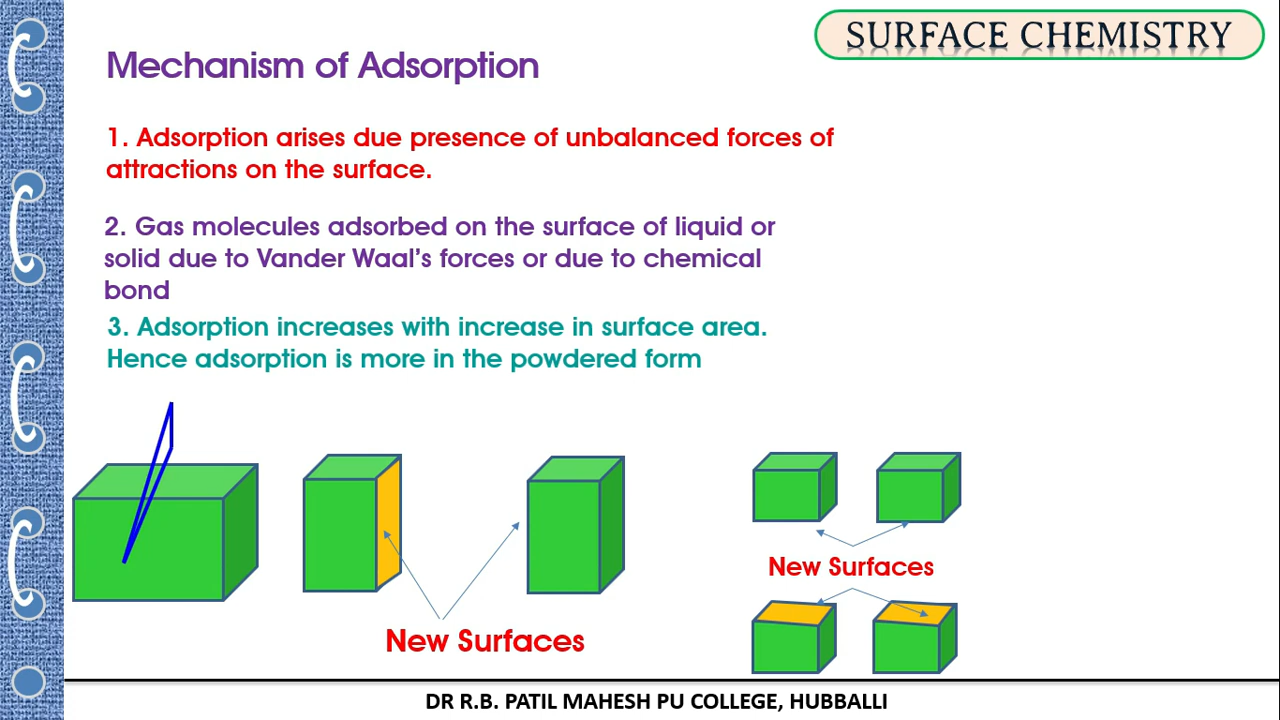 SURFACE CHEMISTRY
Mechanism of Adsorption
1. Adsorption arises due presence of unbalanced forces of
attractions on the surface.
2. Gas molecules adsorbed on the surface of liquid or
solid due to Vander Waal’s forces or due to chemical
bond
3. Adsorption increases with increase in surface area.
Hence adsorption is more in the powdered form
New Surfaces
New Surfaces
DR R.B. PATIL MAHESH PU COLLEGE, HUBBALLI